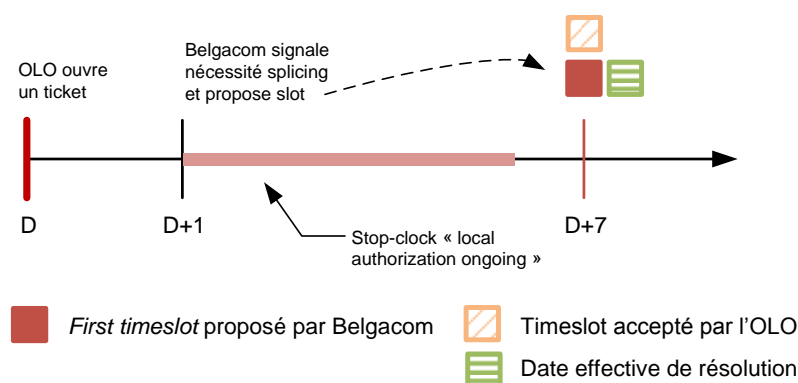 OLO ouvre
un ticket
Belgacom signale
nécessité splicing
et propose slot
D
D+1
D+7
Stop-clock « local
authorization ongoing »
First timeslot proposé par Belgacom
Timeslot accepté par l'OLO
Date effective de résolution